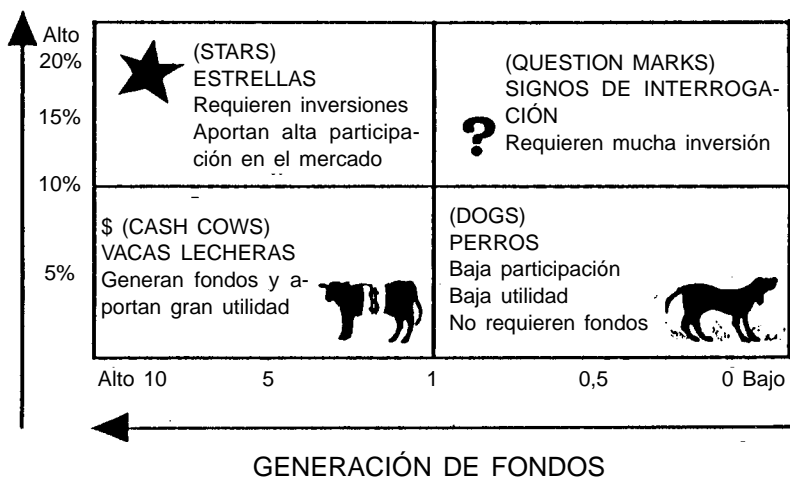 Alto
20%
15%
10%
5%
(STARS)
ESTRELLAS
Requieren inversiones
Aportan alta participa-
ción en el mercado
(QUESTION MARKS)
SIGNOS DE INTERROGA-
CIÓN
?
Requieren mucha inversión
$ (CASH COWS)
VACAS LECHERAS
Generan fondos y a-
portan gran utilidad
$
(DOGS)
PERROS
Baja participación
Baja utilidad
No requieren fondos
Alto 10 5 1 0,5 0 Bajo
GENERACIÓN DE FONDOS